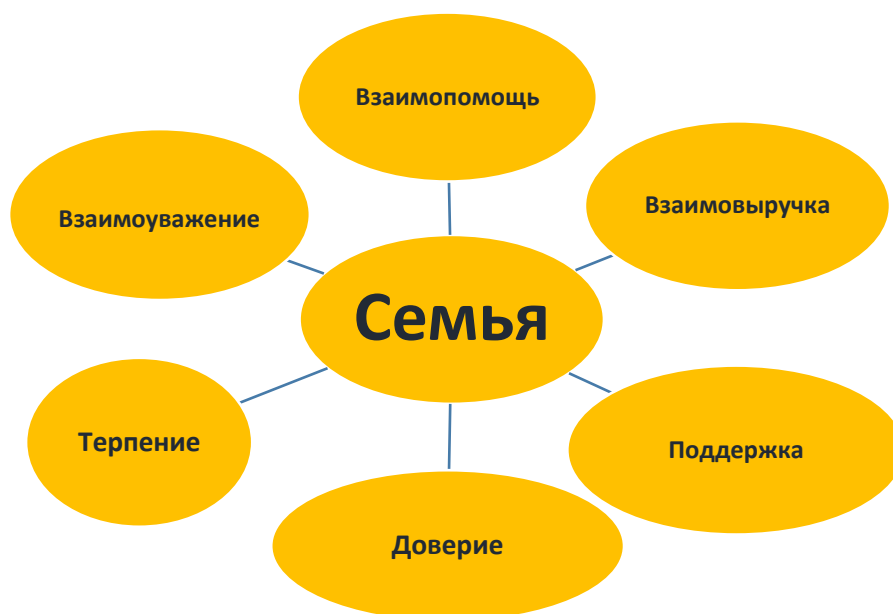 Взаимопомощь
Взаимоуважение
Взаимовыручка
Семья
Терпение
Поддержка
Доверие